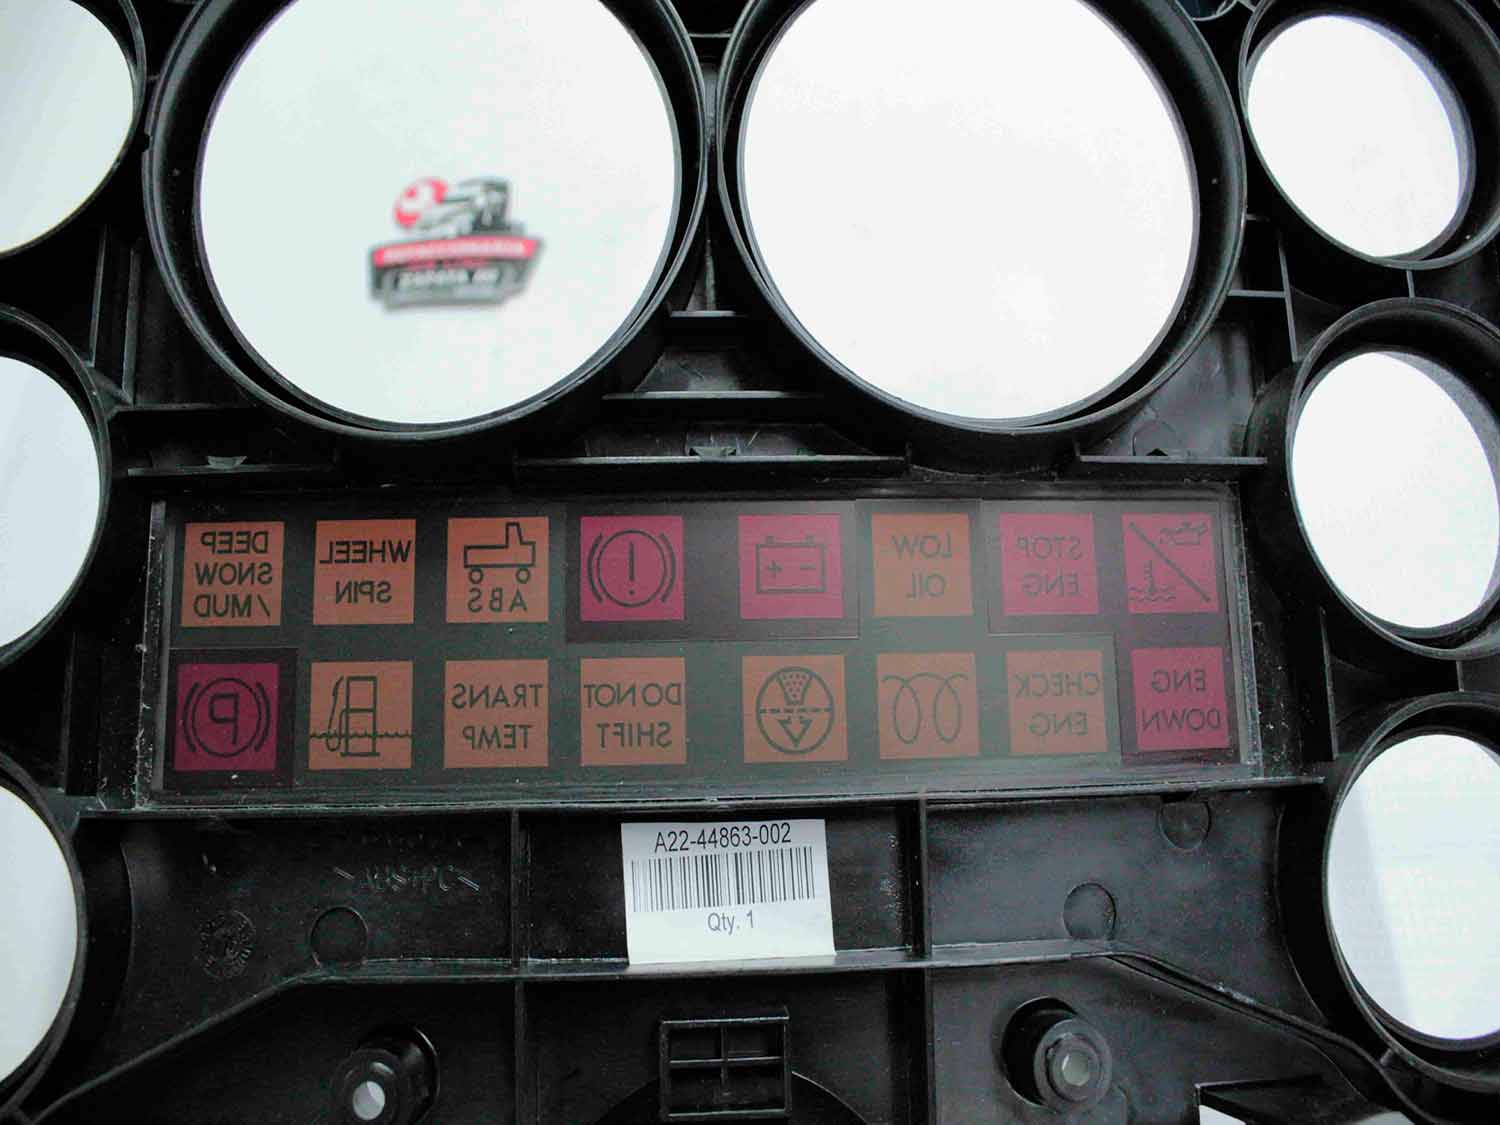 DEEP
SNOW
/ MUD
WHEEL
SPIN
ABS
LOW
OIL
STOP
ENG
P
TRANS
TEMP
DO NOT
SHIFT
CHECK
ENG
ENG
DOWN
A22-44863-002
Qty. 1